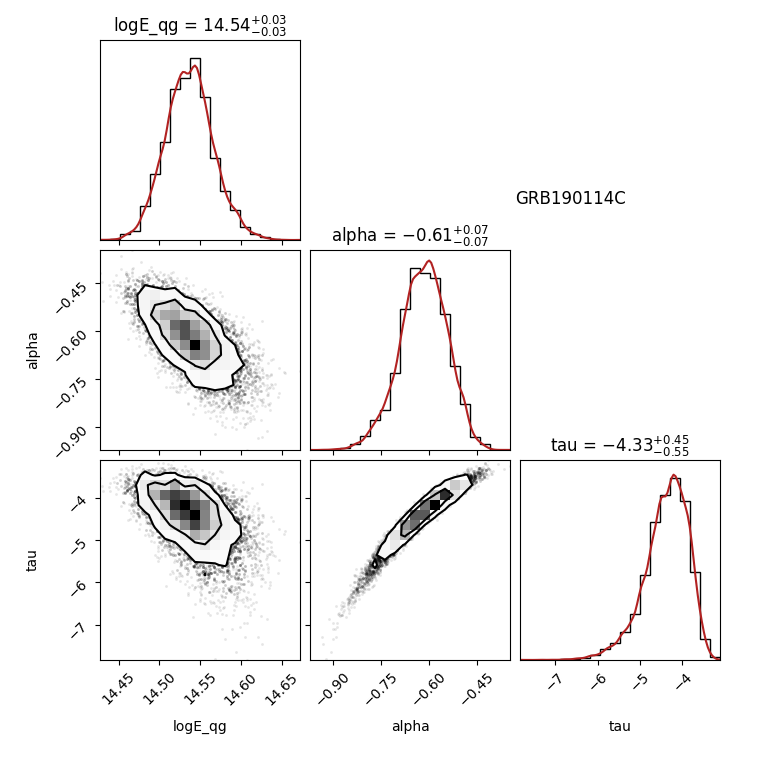 logE_qg = 14.54+0.03−0.03
GRB190114C
alpha = −0.61+0.07−0.07
−0.45
−0.60
−0.75
−0.90
alpha
tau = −4.33+0.45−0.55
−4
−5
−6
−7
tau
14.45 14.50 14.55 14.60 14.65 −0.90 −0.75 −0.60 −0.45 −7 −6 −5 −4
logE_qg alpha tau